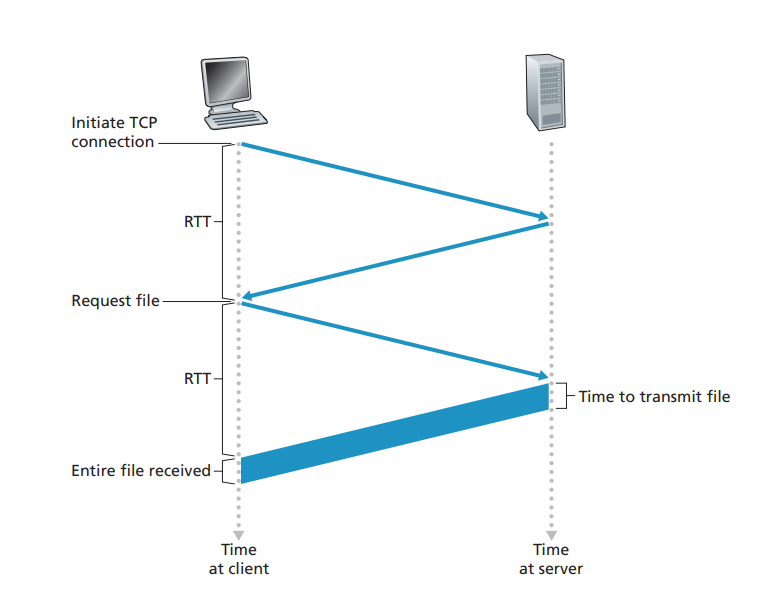 Initiate TCP
connection
RTT
Request file
RTT
Time to transmit file
Entire file received
Time
at client
Time
at server